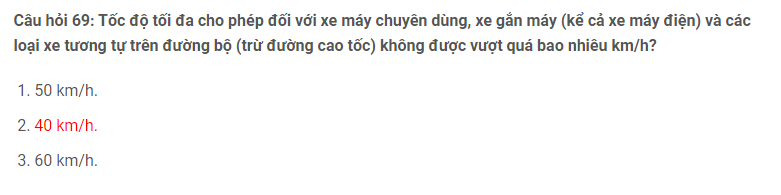 Câu hỏi 69: Tốc độ tối đa cho phép đối với xe máy chuyên dùng, xe gắn máy (kể cả xe máy điện) và các
loại xe tương tự trên đường bộ (trừ đường cao tốc) không được vượt quá bao nhiêu km/h?
1. 50 km/h.
2. 40 km/h.
3. 60 km/h.